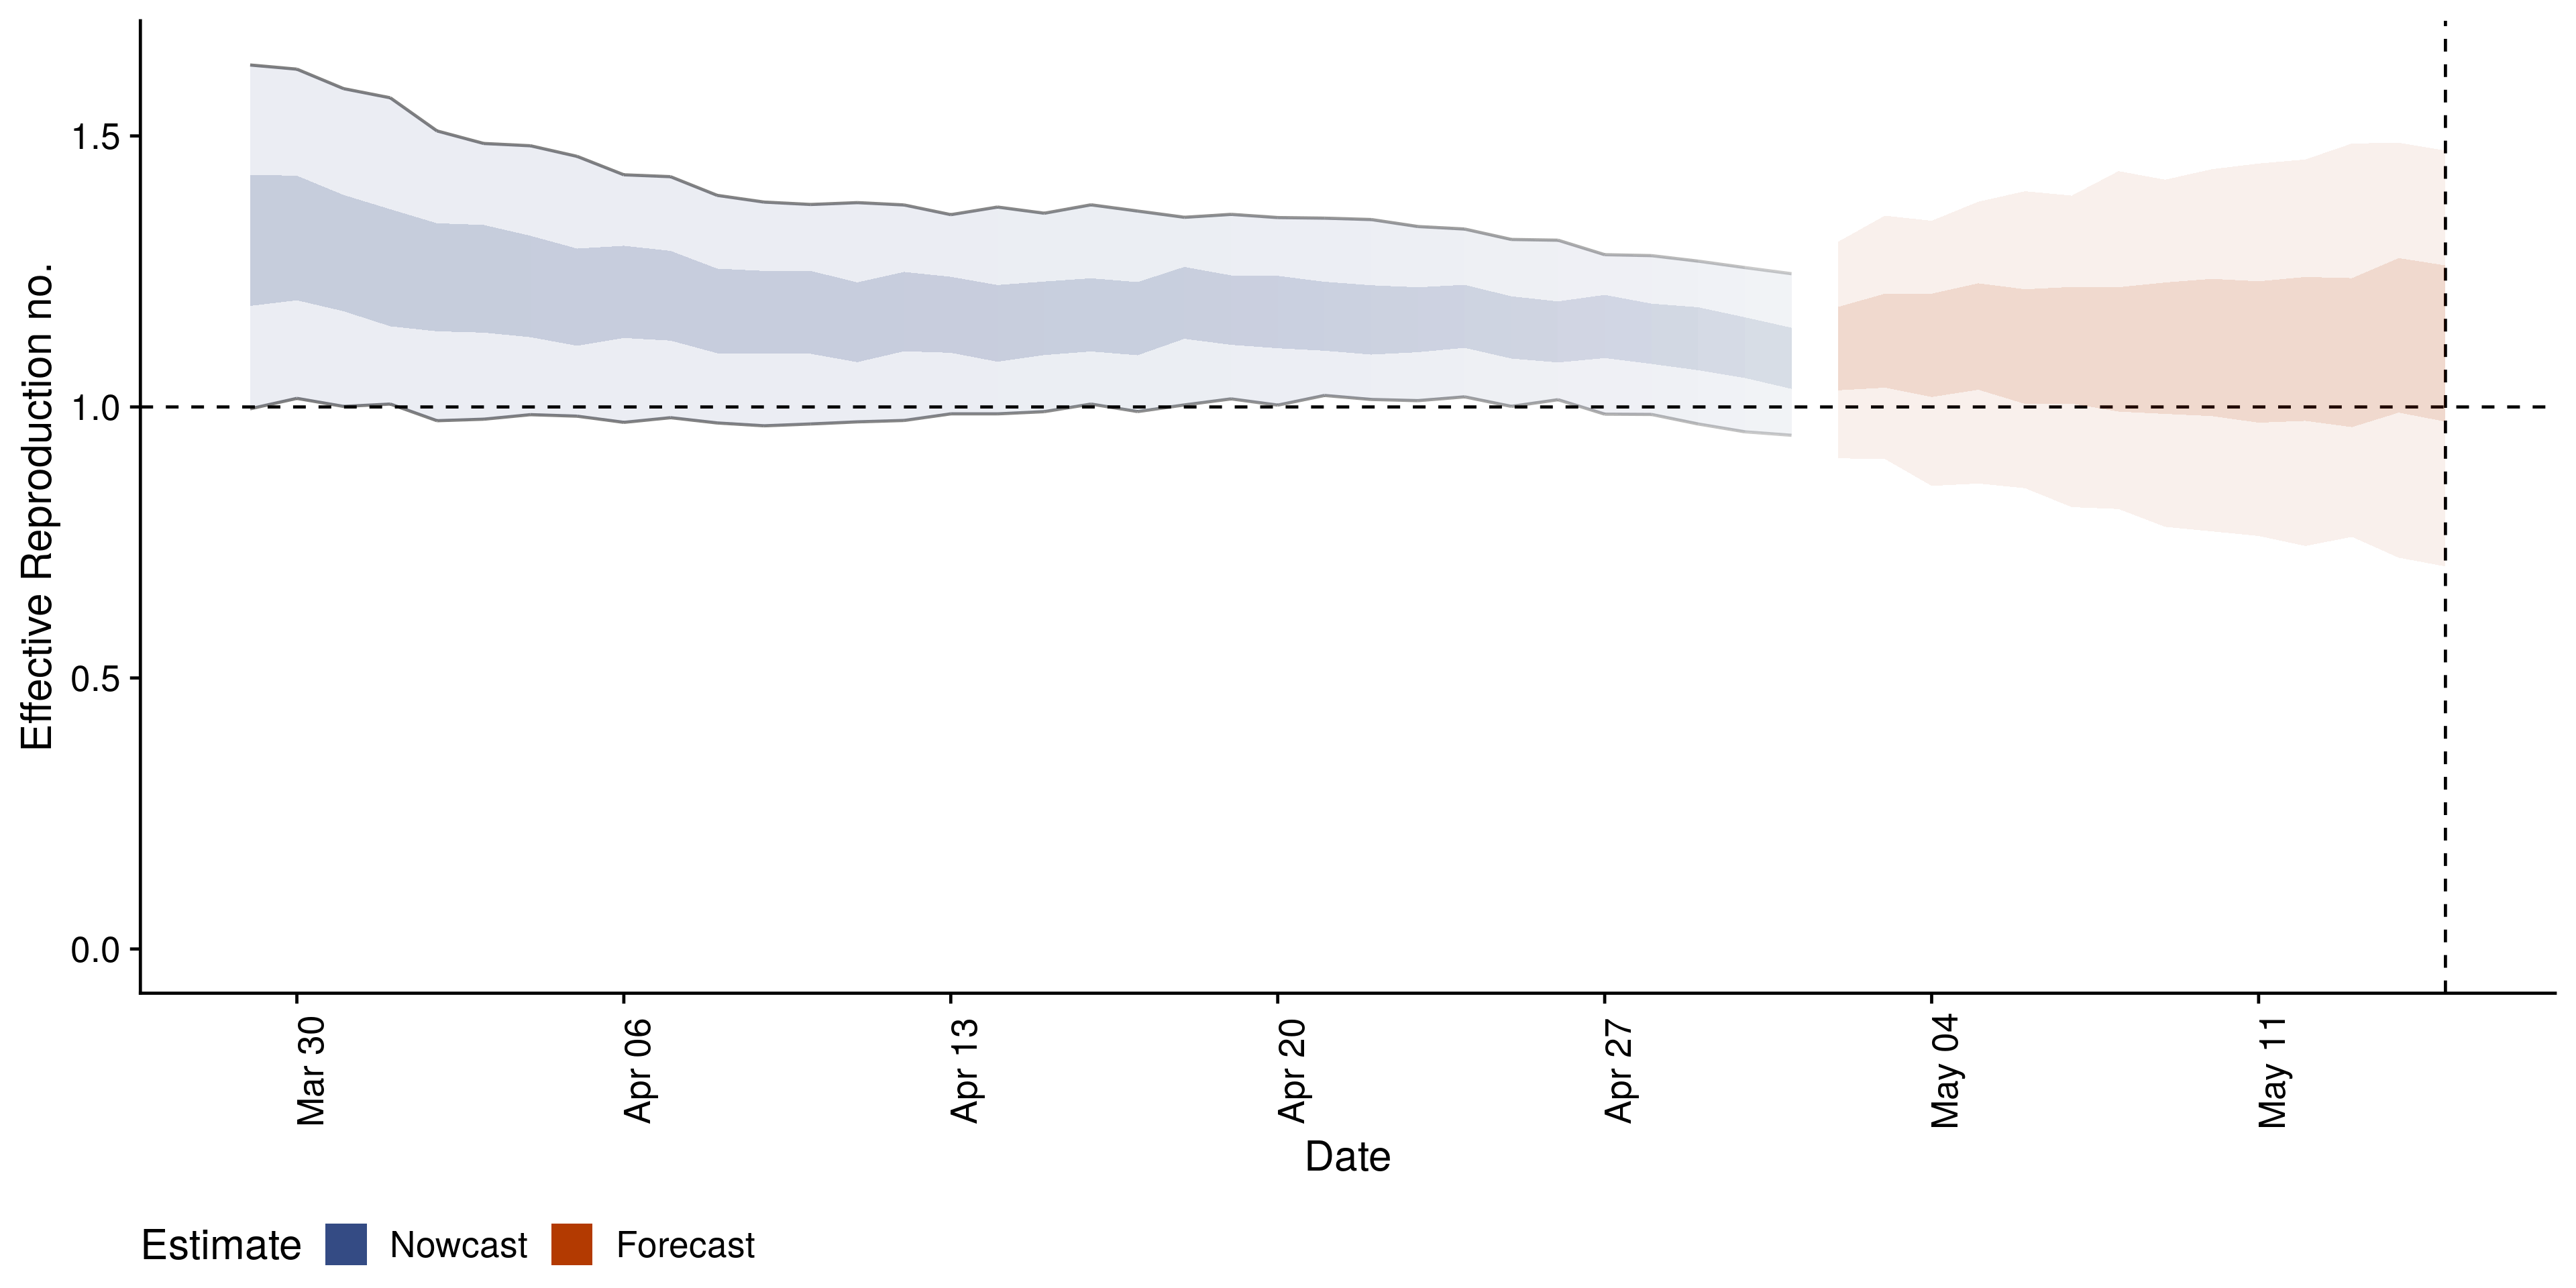 Effective Reproduction no.
1.5
1.0
0.5
0.0
Mar 30
Apr 06
Apr 13
Apr 20
Apr 27
May 04
May 11
Date
Estimate Nowcast Forecast